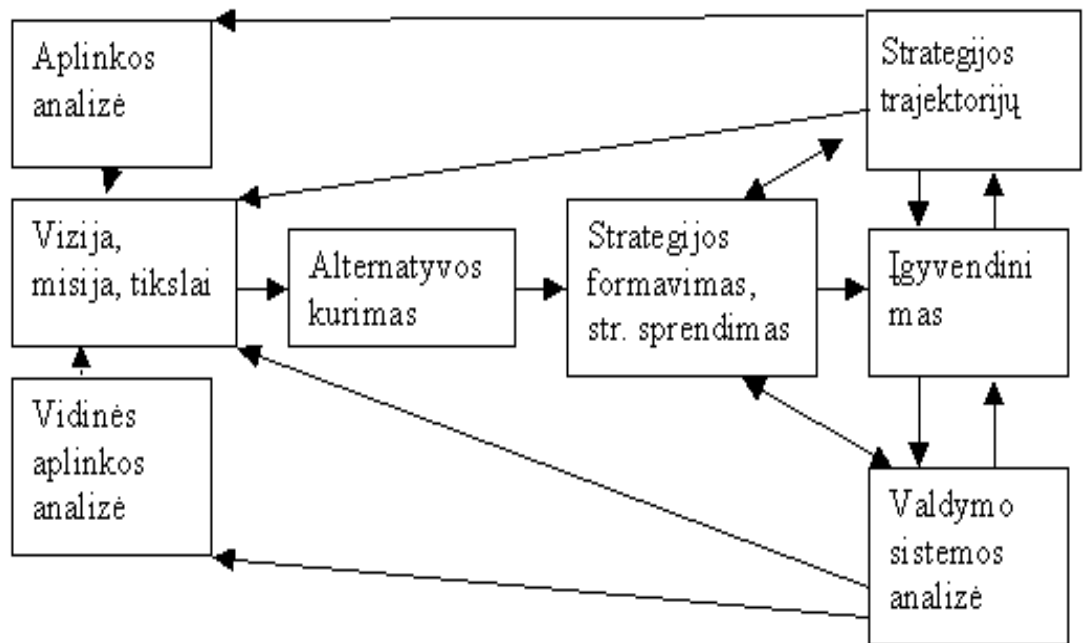 Aplinkos
analizė
Strategijos
trajektorijų
Vizija,
misija, tikslai
Alternatyvos
kurimas
Strategijos
formavimas,
str. sprendimas
Įgyvendini
mas
Vidinės
aplinkos
analizė
Valdymo
sistemos
analizė